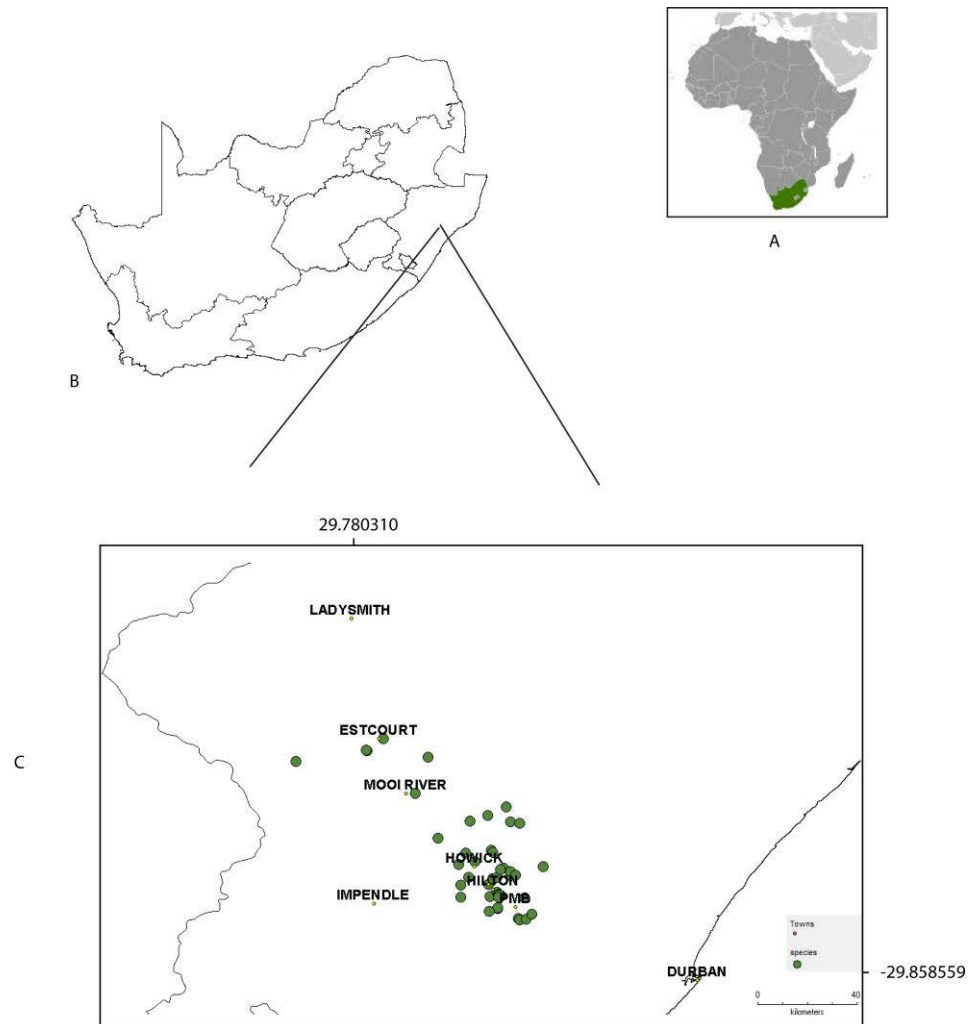 A
B
29.780310
LADYSMITH
ESTCOURT
C
MOOI RIVER
HOWICK
HILTON
IMPENDLE
PMB
Towns
species
DURBAN
-29.858559
0 40
kilometers